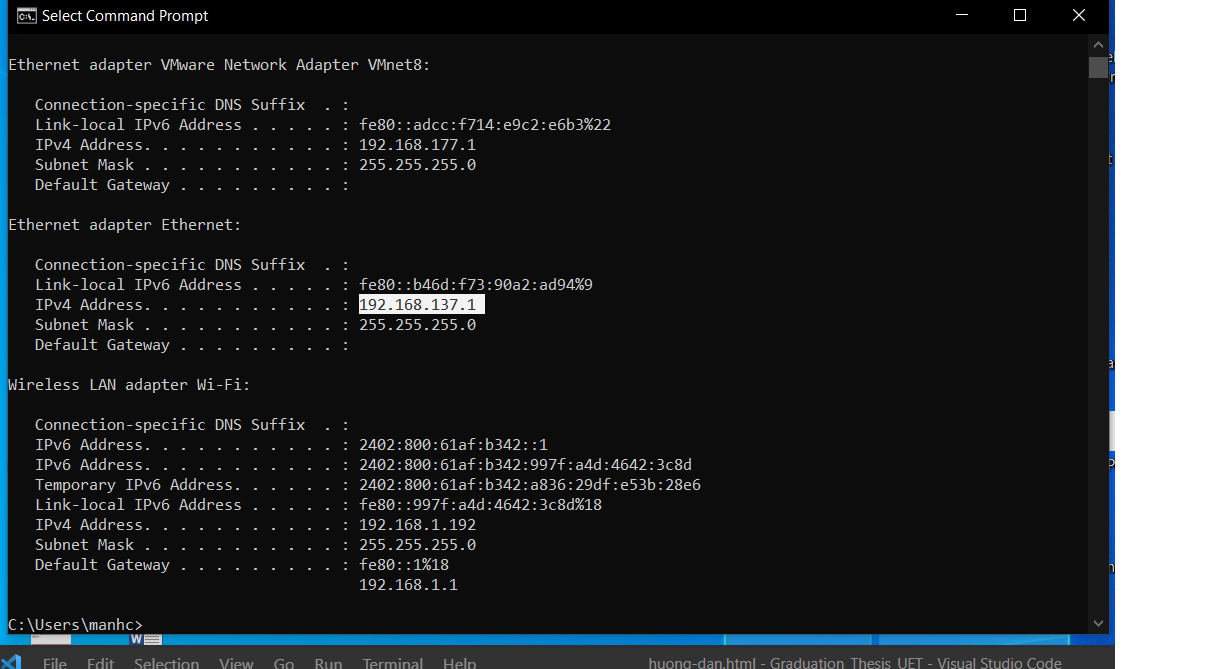 Select Command Prompt
Ethernet adapter VMware Network Adapter VMnet8:
Connection-specific DNS Suffix . :
Link-local IPv6 Address . . . . . : fe80::adcc:f714:e9c2:e6b3%22
IPv4 Address. . . . . . . . . . . : 192.168.177.1
Subnet Mask . . . . . . . . . . . : 255.255.255.0
Default Gateway . . . . . . . . . :
Ethernet adapter Ethernet:
Connection-specific DNS Suffix . :
Link-local IPv6 Address . . . . . : fe80::b46d:f73:90a2:ad94%9
IPv4 Address. . . . . . . . . . . : 192.168.137.1
Subnet Mask . . . . . . . . . . . : 255.255.255.0
Default Gateway . . . . . . . . . :
Wireless LAN adapter Wi-Fi:
Connection-specific DNS Suffix . :
IPv6 Address. . . . . . . . . . . : 2402:800:61af:b342::1
IPv6 Address. . . . . . . . . . . : 2402:800:61af:b342:997f:a4d:4642:3c8d
Temporary IPv6 Address. . . . . . : 2402:800:61af:b342:a836:29df:e53b:28e6
Link-local IPv6 Address . . . . . : fe80::997f:a4d:4642:3c8d%18
IPv4 Address. . . . . . . . . . . : 192.168.1.192
Subnet Mask . . . . . . . . . . . : 255.255.255.0
Default Gateway . . . . . . . . . : fe80::1%18
192.168.1.1
C:\Users\manhc>
File Edit Selection View Go Run Terminal Help huong-dan.html - Graduation_Thesis_UET - Visual Studio Code